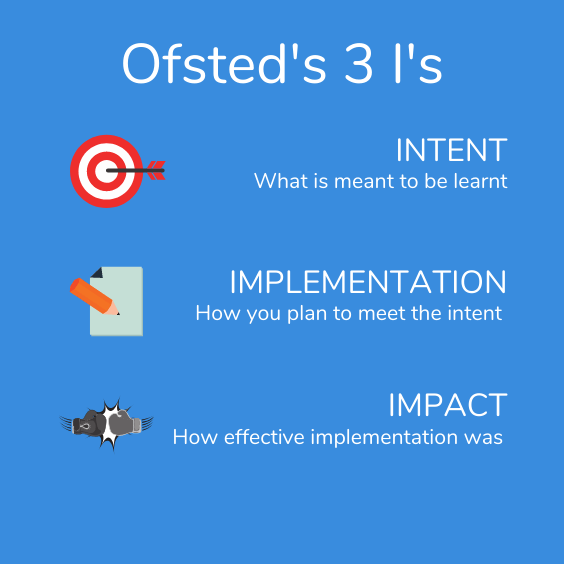 Ofsted's 3 I's
INTENT
What is meant to be learnt
IMPLEMENTATION
How you plan to meet the intent
IMPACT
How effective implementation was